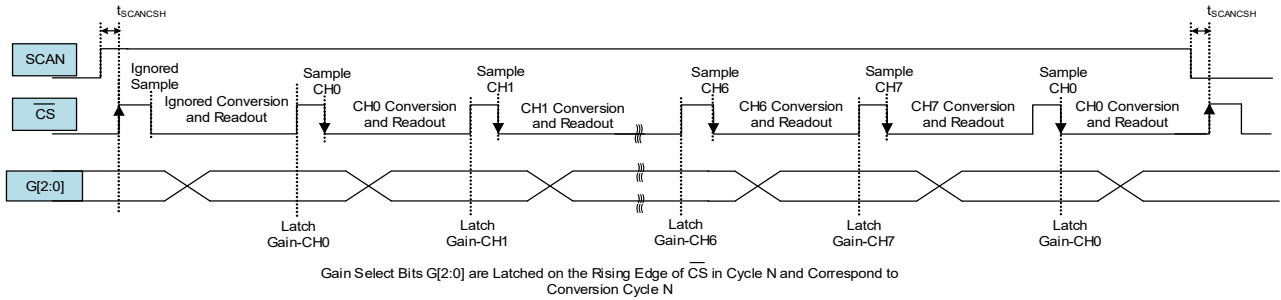 tSCANCSH
tSCANCSH
SCAN
Ignored
Sample
Sample
CH0
Sample
CH1
Sample
CH6
Sample
CH7
Sample
CH0
CS
Ignored Conversion
and Readout
CH0 Conversion
and Readout
CH1 Conversion
and Readout
CH6 Conversion
and Readout
CH7 Conversion
and Readout
CH0 Conversion
and Readout
G[2:0]
Latch
Gain-CH0
Latch
Gain-CH1
Latch
Gain-CH6
Latch
Gain-CH7
Latch
Gain-CH0
Gain Select Bits G[2:0] are Latched on the Rising Edge of CS in Cycle N and Correspond to
Conversion Cycle N